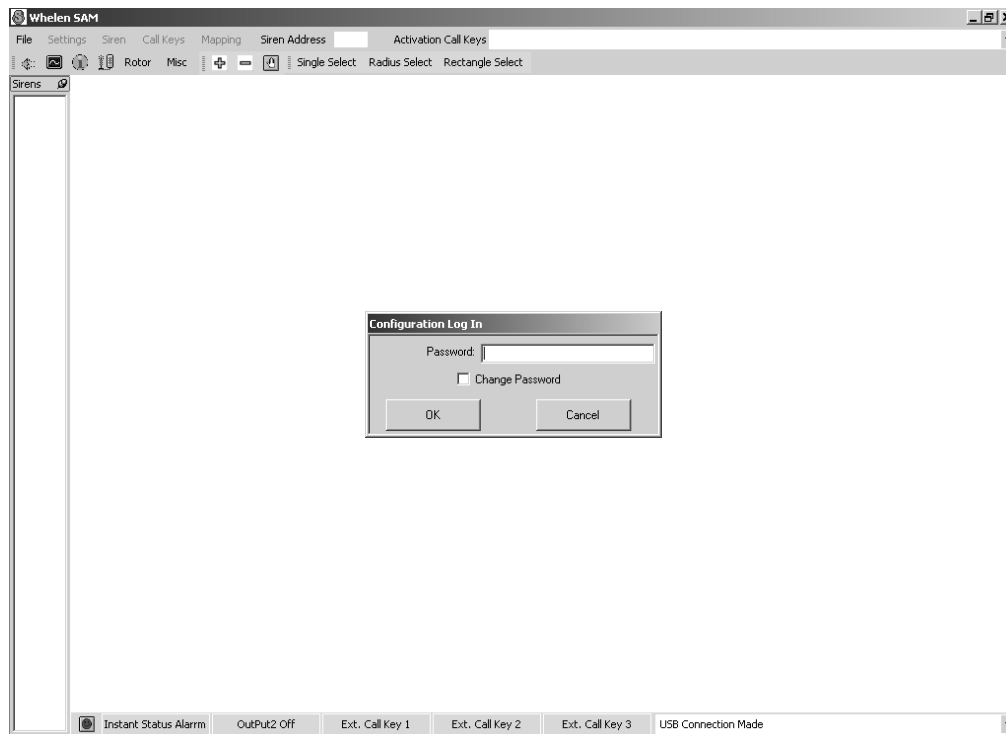 Whelen SAM
File Settings Siren Call Keys Mapping Siren Address Activation Call Keys
Rotor Misc Single Select Radius Select Rectangle Select
Sirens
Configuration Log In
Password:
Change Password
OK Cancel
Instant Status Alarrm OutPut2 Off Ext. Call Key 1 Ext. Call Key 2 Ext. Call Key 3 USB Connection Made